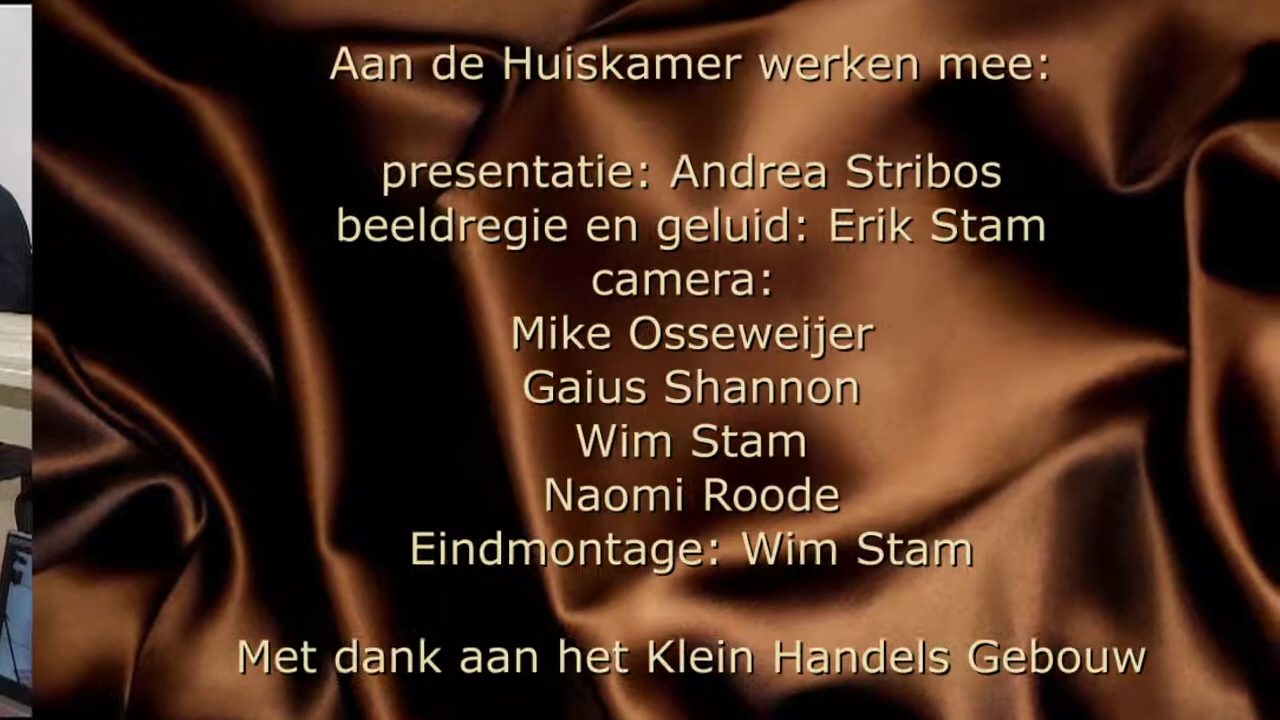 Aan de Huiskamer werken mee:
presentatie: Andrea Stribos
beeldregie en geluid: Erik Stam
camera:
Mike Osseweijer
Gaius Shannon
Wim Stam
Naomi Roode
Eindmontage: Wim Stam
Met dank aan het Klein Handels Gebouw